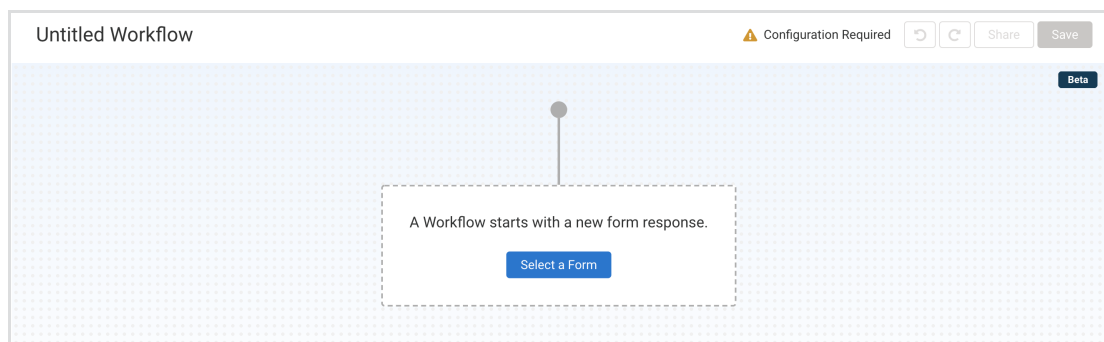 Untitled Workflow
Configuration Required
Share
Save
Beta
A Workflow starts with a new form response.
Select a Form